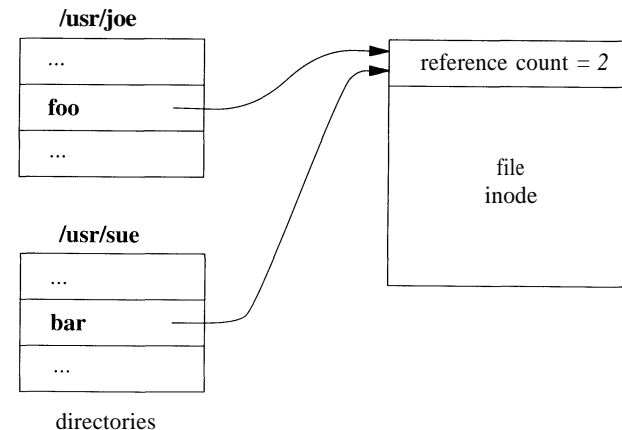 /usr/joe
...
foo
...
reference count = 2
file
inode
/usr/sue
...
bar
...
directories